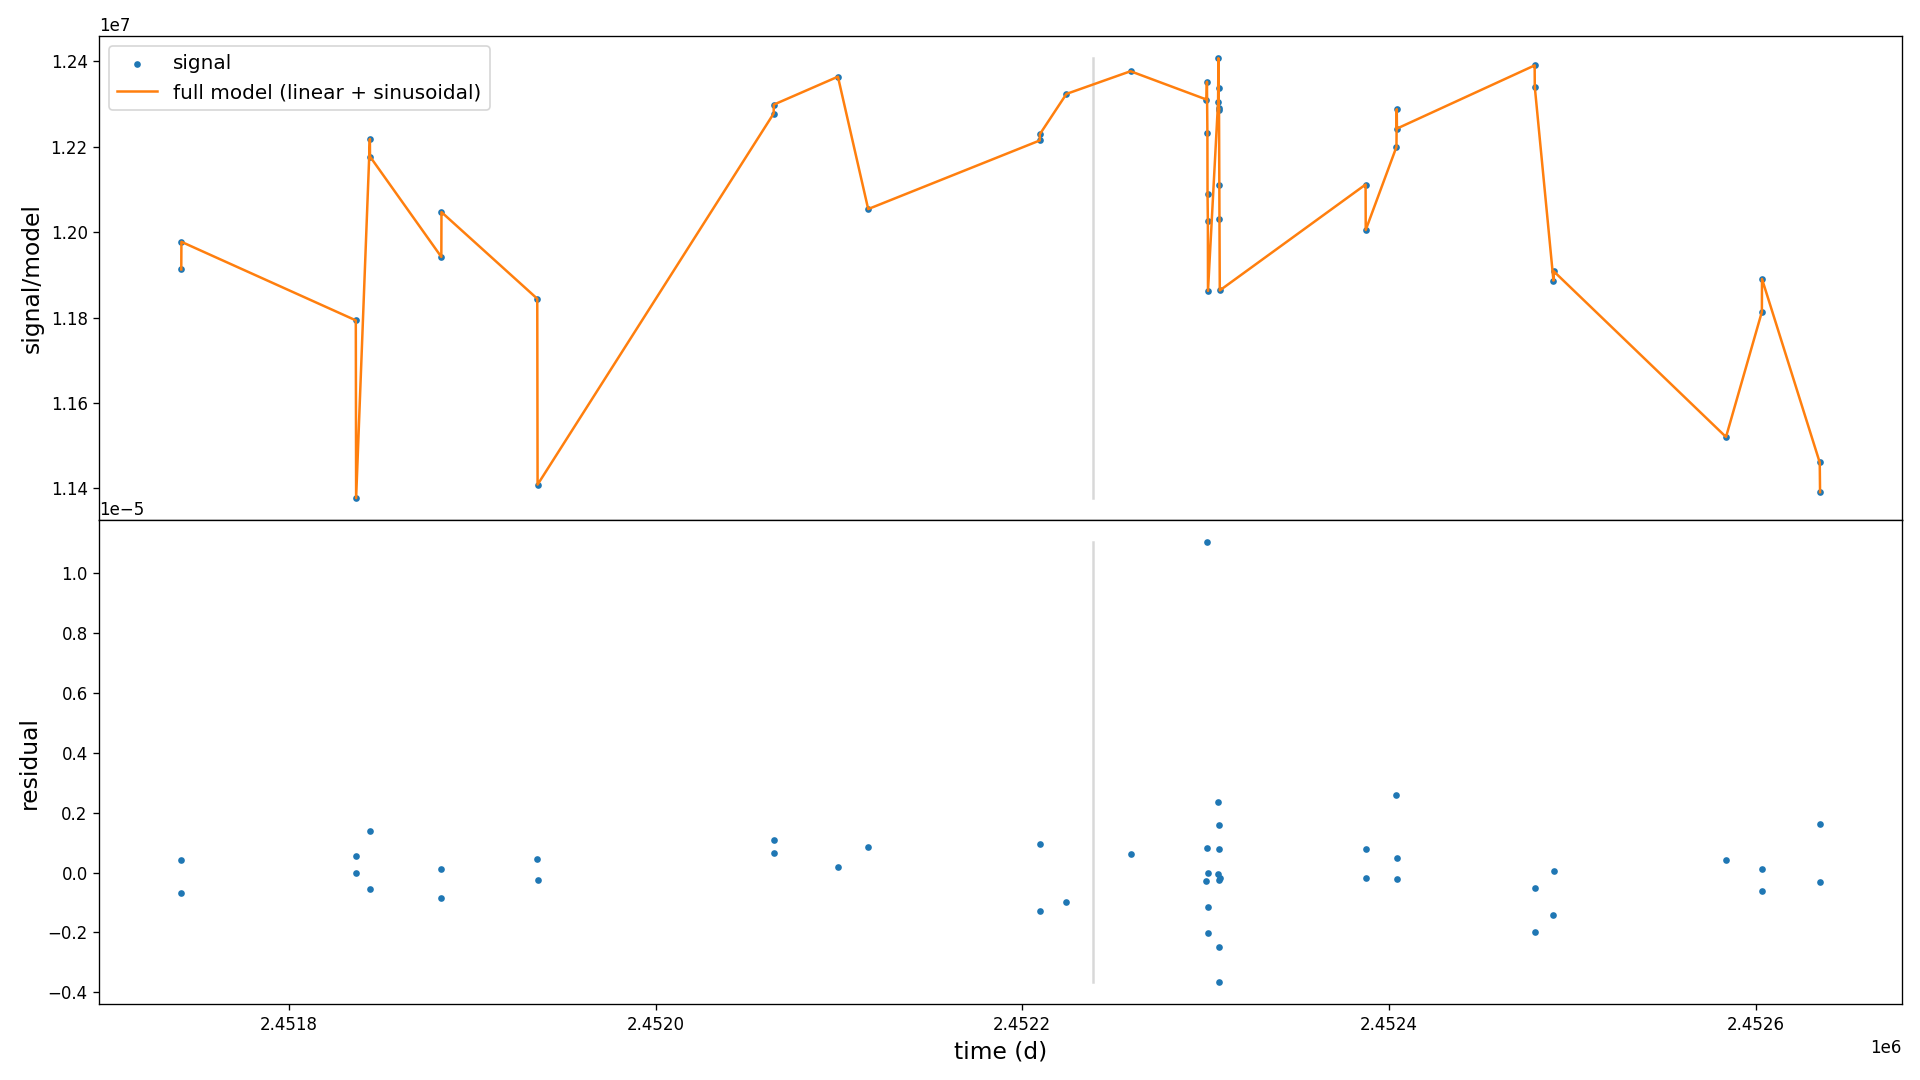 1e7
signal
full model (linear + sinusoidal)
1.24
1.22
1.20
1.18
1.16
1.14
signal/model
1e−5
1.0
0.8
0.6
0.4
0.2
0.0
−0.2
−0.4
residual
2.4518
2.4520
2.4522
2.4524
2.4526
1e6
time (d)